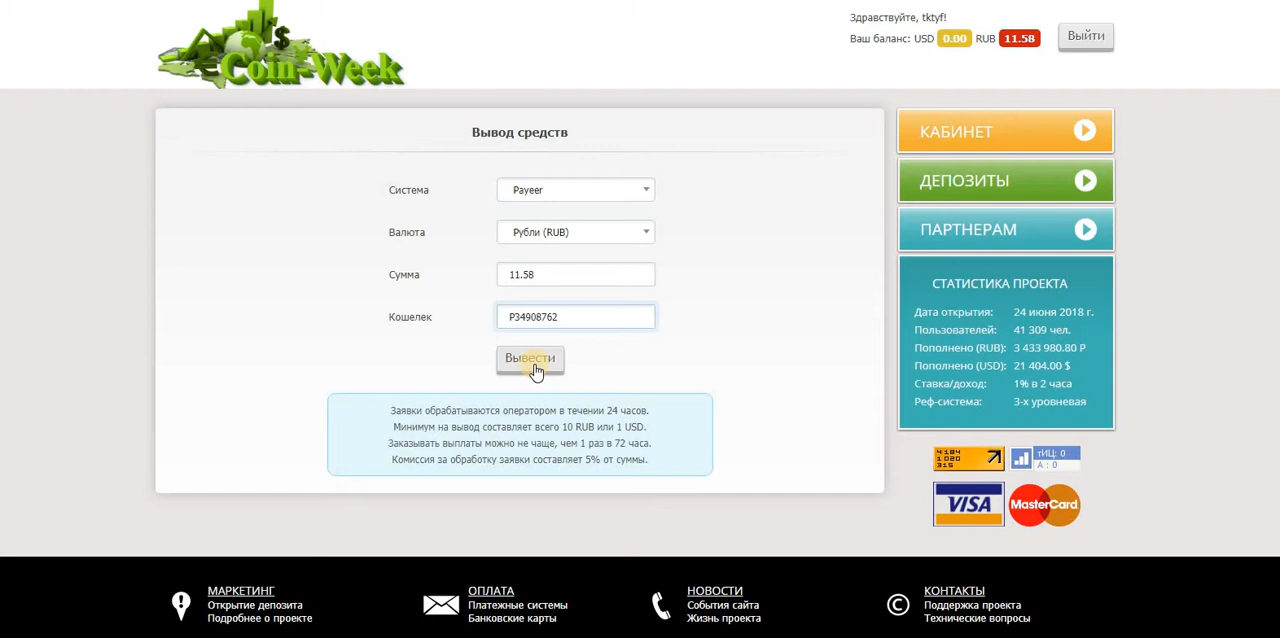 Coin-Week
Здравствуйте, tktyf!
Ваш баланс: USD 0.00 RUB 11.58
Выйти
Вывод средств
Система Payeer
Валюта Рубли (RUB)
Сумма 11.58
Кошелек P34908762
Вывести
Заявки обрабатываются оператором в течении 24 часов.
Минимум на вывод составляет всего 10 RUB или 1 USD.
Заказывать выплаты можно не чаще, чем 1 раз в 72 часа.
Комиссия за обработку заявки составляет 5% от суммы.
КАБИНЕТ
ДЕПОЗИТЫ
ПАРТНЕРАМ
СТАТИСТИКА ПРОЕКТА
Дата открытия: 24 июня 2018 г.
Пользователей: 41 309 чел.
Пополнено (RUB): 3 433 980.80 Р
Пополнено (USD): 21 404.00 $
Ставка/доход: 1% в 2 часа
Реф-система: 3-х уровневая
4184
1020
315
тИЦ: 0
А : 0
VISA
MasterCard
МАРКЕТИНГ
Открытие депозита
Подробнее о проекте
ОПЛАТА
Платежные системы
Банковские карты
НОВОСТИ
События сайта
Жизнь проекта
КОНТАКТЫ
Поддержка проекта
Технические вопросы